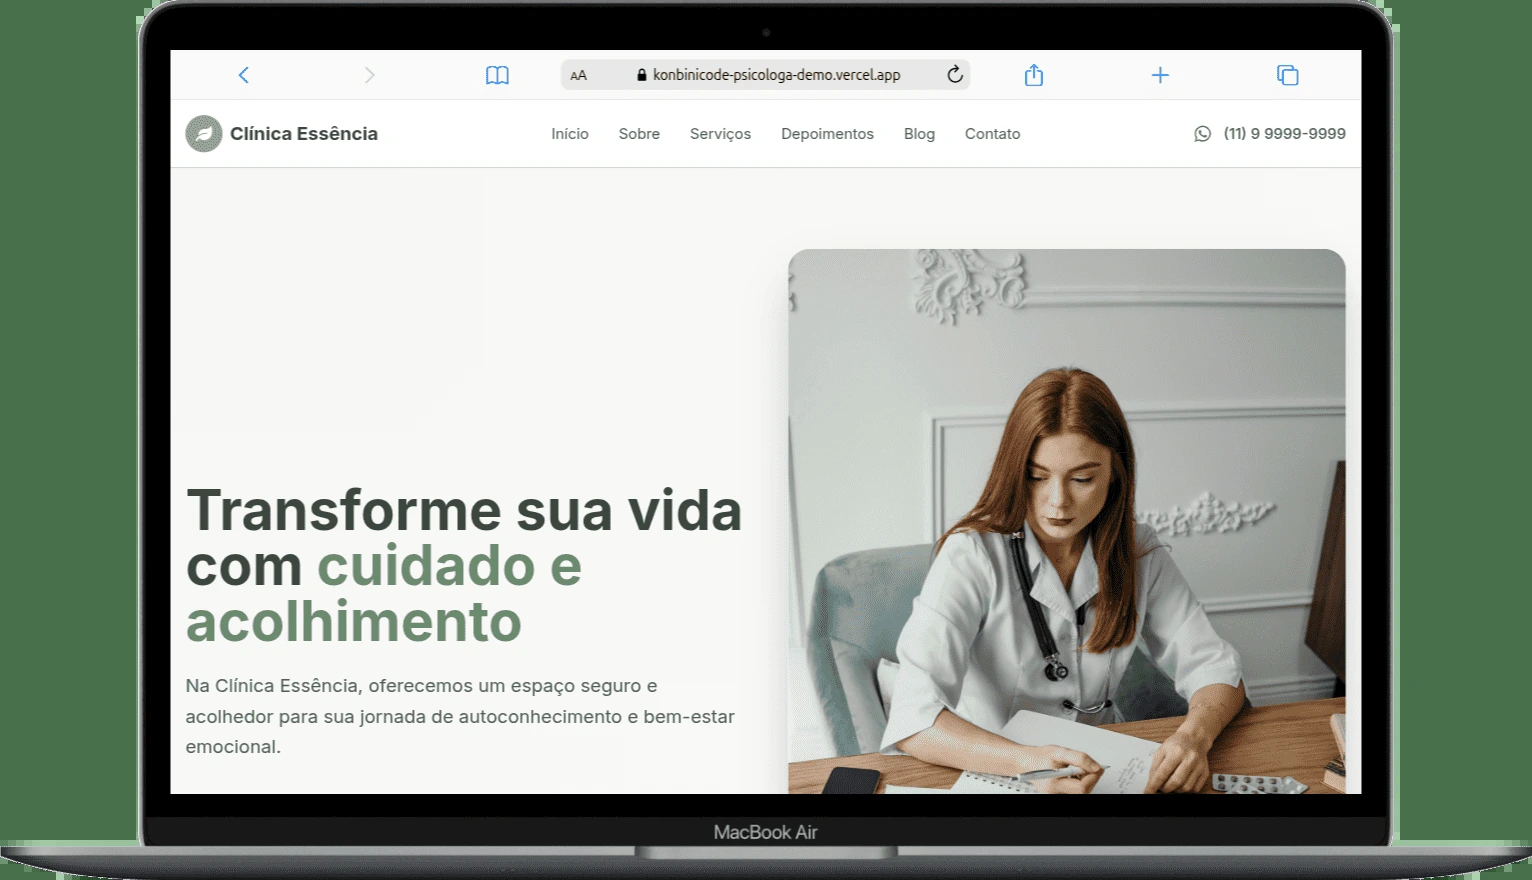 AA konbinicode-psicologa-demo.vercel.app
Clínica Essência Início Sobre Serviços Depoimentos Blog Contato (11) 9 9999-9999
Transforme sua vida
com cuidado e
acolhimento
Na Clínica Essência, oferecemos um espaço seguro e
acolhedor para sua jornada de autoconhecimento e bem-estar
emocional.
MacBook Air